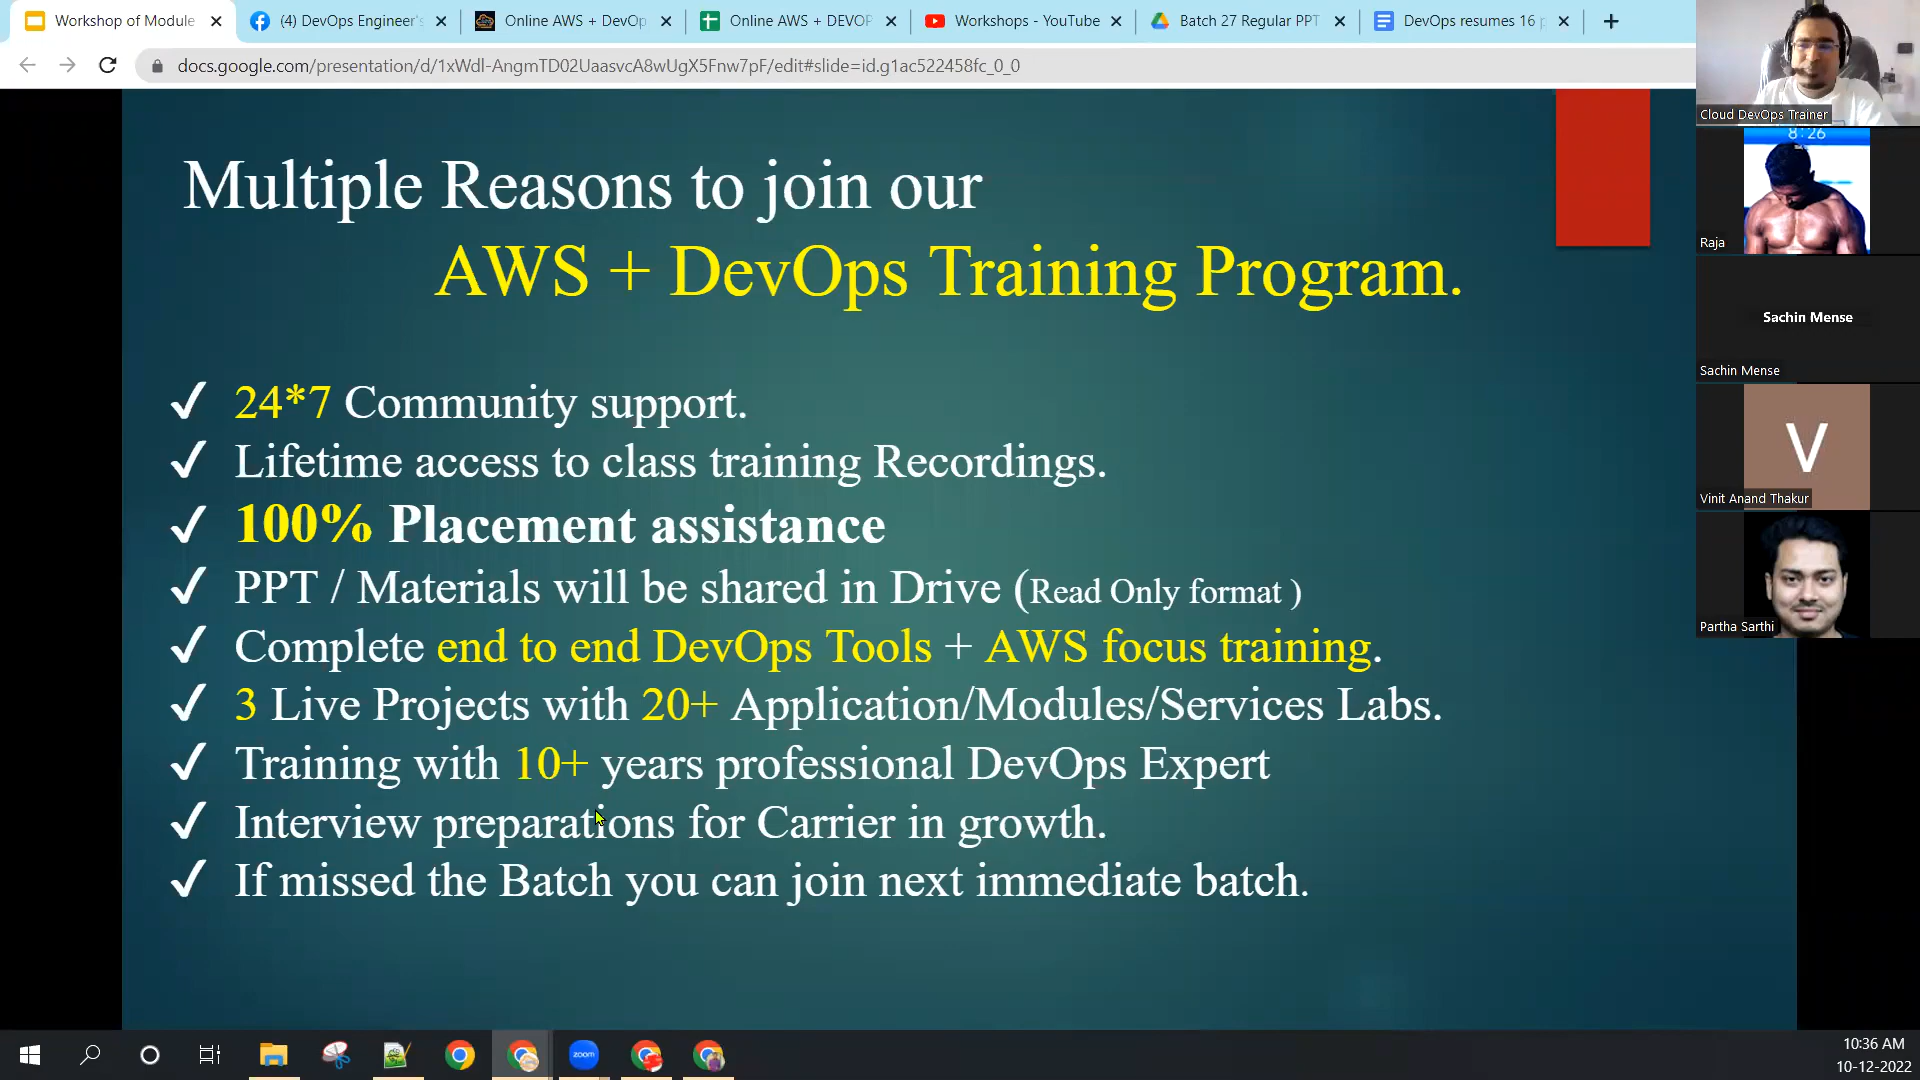 Workshop of Module
(4) DevOps Engineer's
Online AWS + DevOp
Online AWS + DEVOP
Workshops - YouTube
Batch 27 Regular PPT
DevOps resumes 16 p
docs.google.com/presentation/d/1xWdl-AngmTD02UaasvcA8wUgX5Fnw7pF/edit#slide=id.g1ac522458fc_0_0
Cloud DevOps Trainer
8:26
Raja
Sachin Mense
Sachin Mense
V
Vinit Anand Thakur
Partha Sarthi
Multiple Reasons to join our
AWS + DevOps Training Program.
✓ 24*7 Community support.
✓ Lifetime access to class training Recordings.
✓ 100% Placement assistance
✓ PPT / Materials will be shared in Drive (Read Only format )
✓ Complete end to end DevOps Tools + AWS focus training.
✓ 3 Live Projects with 20+ Application/Modules/Services Labs.
✓ Training with 10+ years professional DevOps Expert
✓ Interview preparations for Carrier in growth.
✓ If missed the Batch you can join next immediate batch.
zoom
10:36 AM
10-12-2022